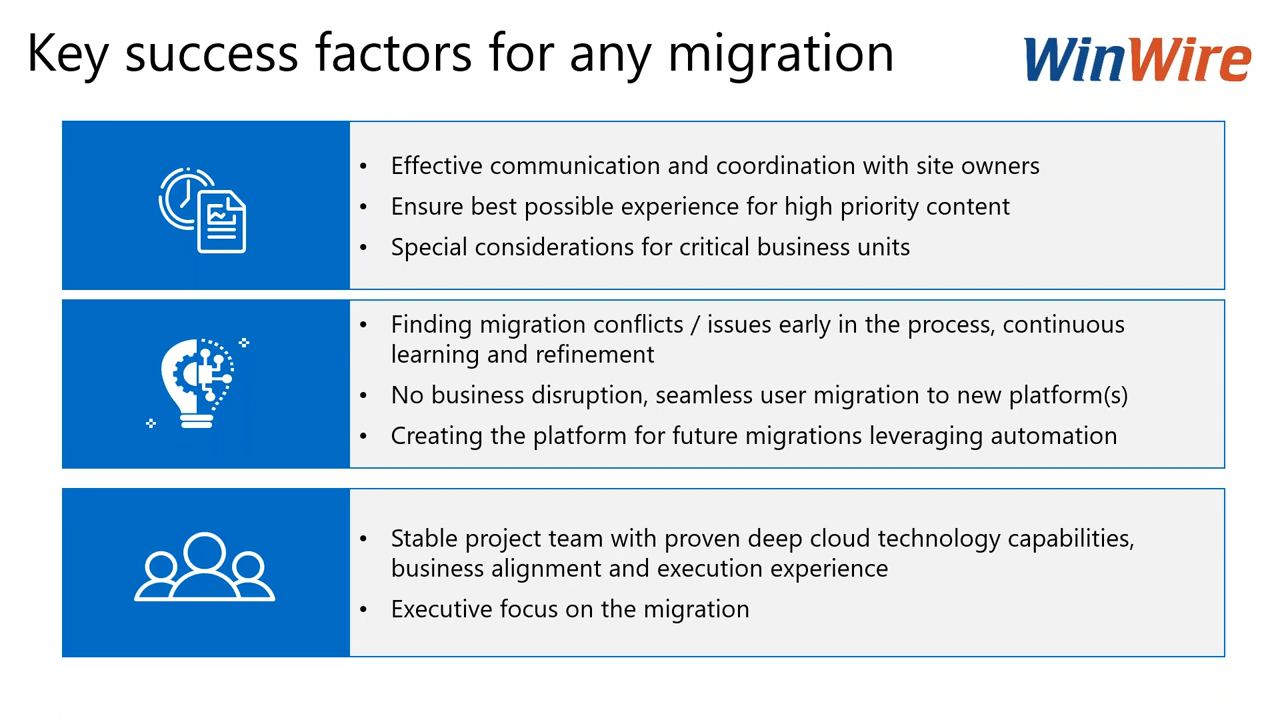 Key success factors for any migration
WinWire
• Effective communication and coordination with site owners
• Ensure best possible experience for high priority content
• Special considerations for critical business units
• Finding migration conflicts / issues early in the process, continuous
learning and refinement
• No business disruption, seamless user migration to new platform(s)
• Creating the platform for future migrations leveraging automation
• Stable project team with proven deep cloud technology capabilities,
business alignment and execution experience
• Executive focus on the migration